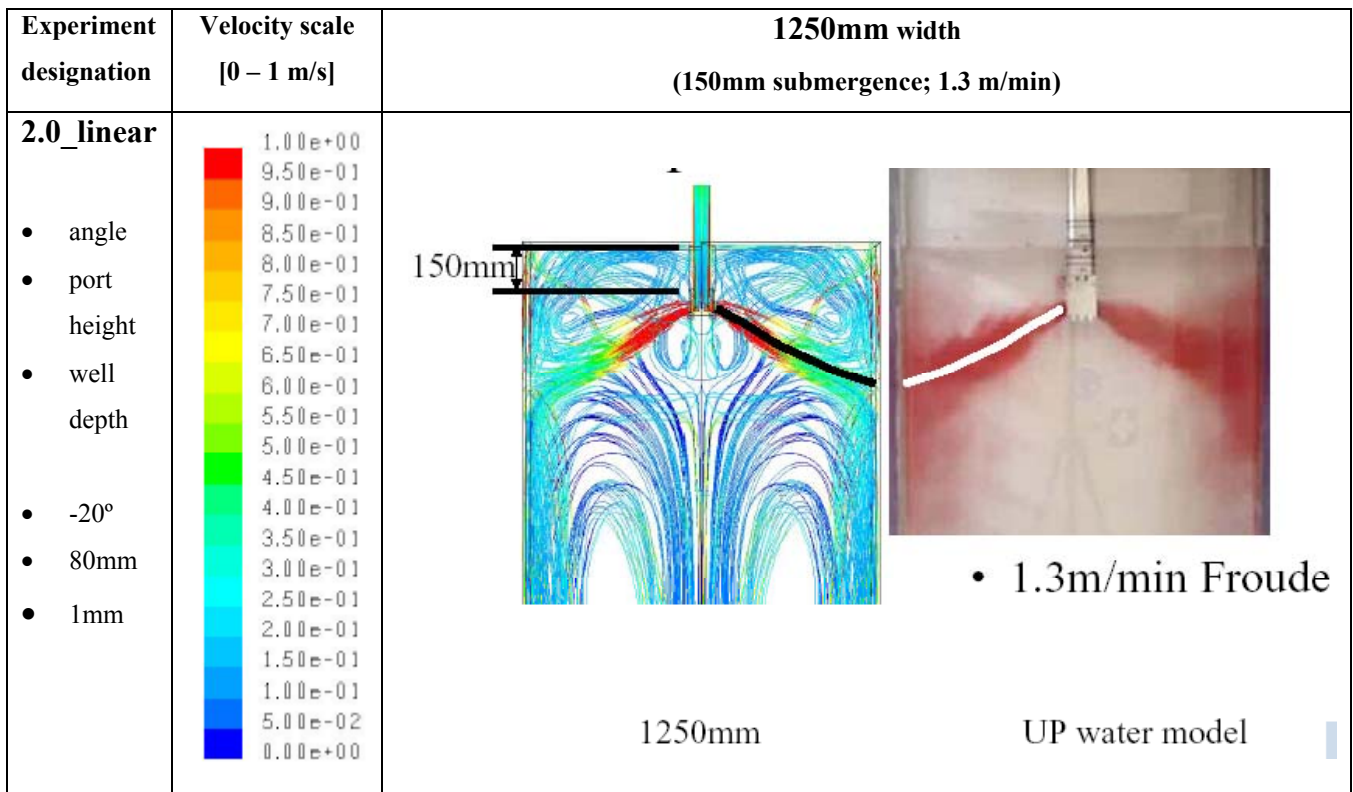 Experiment designation
Velocity scale
[0 – 1 m/s]
1250mm width
(150mm submergence; 1.3 m/min)
2.0_linear
• angle
• port height
• well depth
• -20º
• 80mm
• 1mm
1.00e+00
9.50e-01
9.00e-01
8.50e-01
8.00e-01
7.50e-01
7.00e-01
6.50e-01
6.00e-01
5.50e-01
5.00e-01
4.50e-01
4.00e-01
3.50e-01
3.00e-01
2.50e-01
2.00e-01
1.50e-01
1.00e-01
5.00e-02
0.00e+00
150mm
• 1.3m/min Froude
1250mm
UP water model